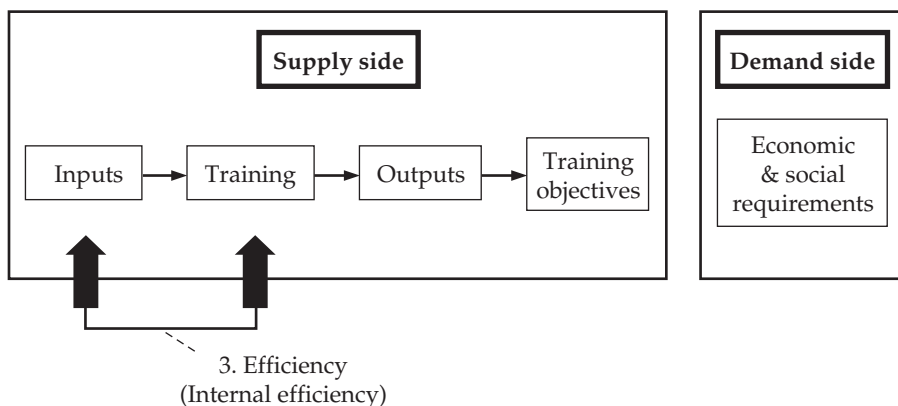 Supply side
Demand side
Inputs
Training
Outputs
Training
objectives
Economic
& social
requirements
3. Efficiency
(Internal efficiency)